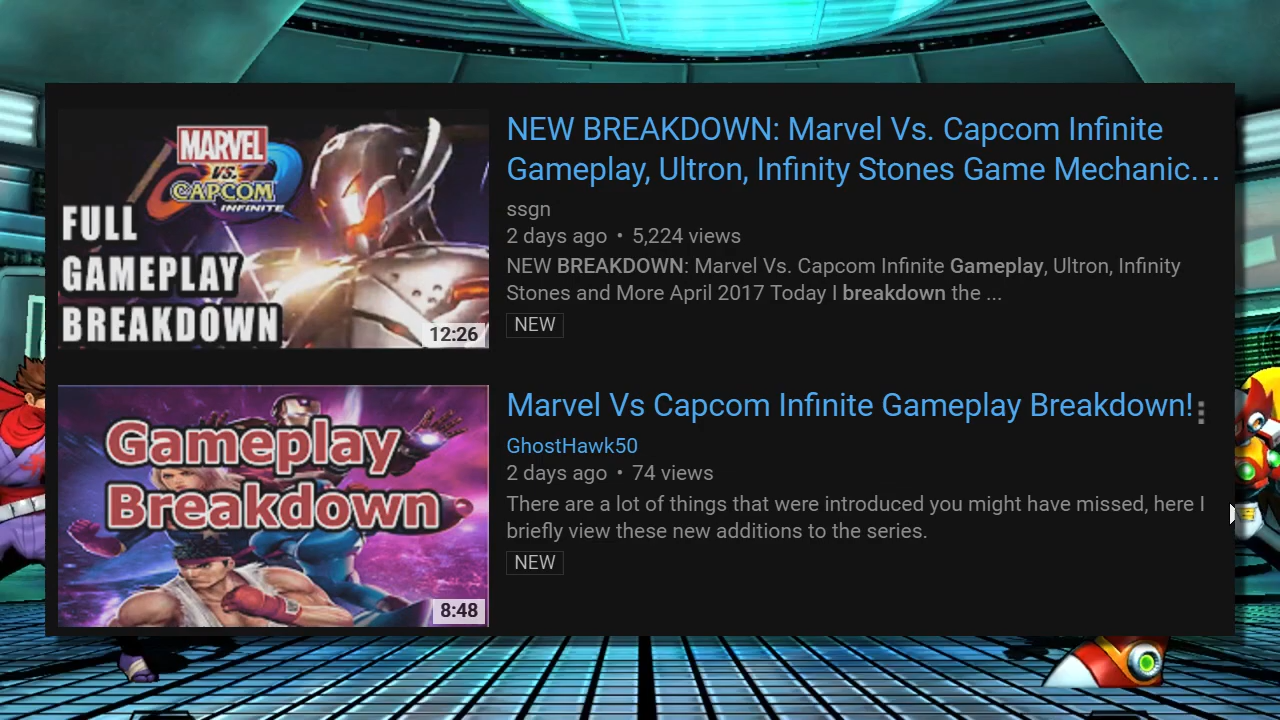 MARVEL
VS.
CAPCOM
INFINITE
FULL
GAMEPLAY
BREAKDOWN
12:26
NEW BREAKDOWN: Marvel Vs. Capcom Infinite
Gameplay, Ultron, Infinity Stones Game Mechanic…
ssgn
2 days ago • 5,224 views
NEW BREAKDOWN: Marvel Vs. Capcom Infinite Gameplay, Ultron, Infinity
Stones and More April 2017 Today I breakdown the ...
NEW
Gameplay
Breakdown
8:48
Marvel Vs Capcom Infinite Gameplay Breakdown!
GhostHawk50
2 days ago • 74 views
There are a lot of things that were introduced you might have missed, here I
briefly view these new additions to the series.
NEW